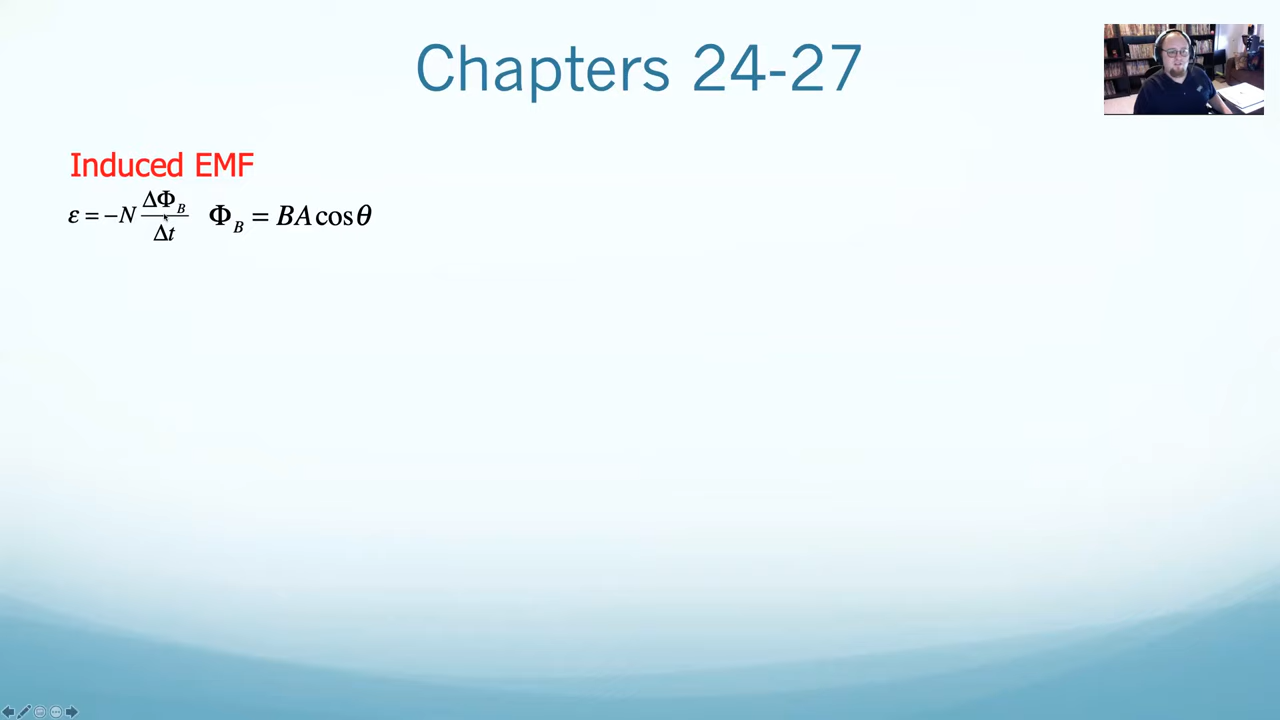 Chapters 24-27
Induced EMF
ε = −N ΔΦ_B / Δt   Φ_B = BA cos θ